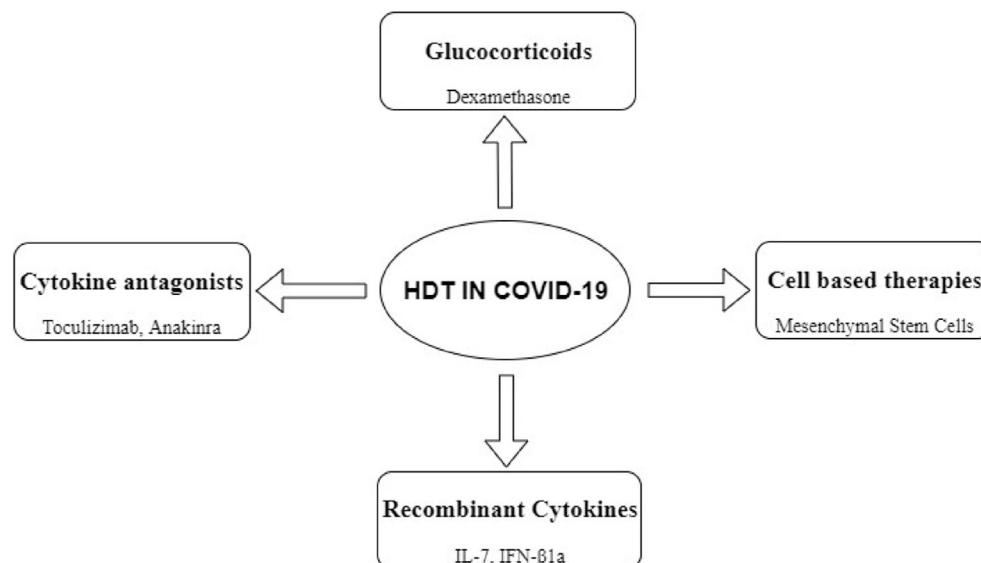 Glucocorticoids
Dexamethasone
Cytokine antagonists
Toculizimab, Anakinra
HDT IN COVID-19
Cell based therapies
Mesenchymal Stem Cells
Recombinant Cytokines
IL-7, IFN-β1a